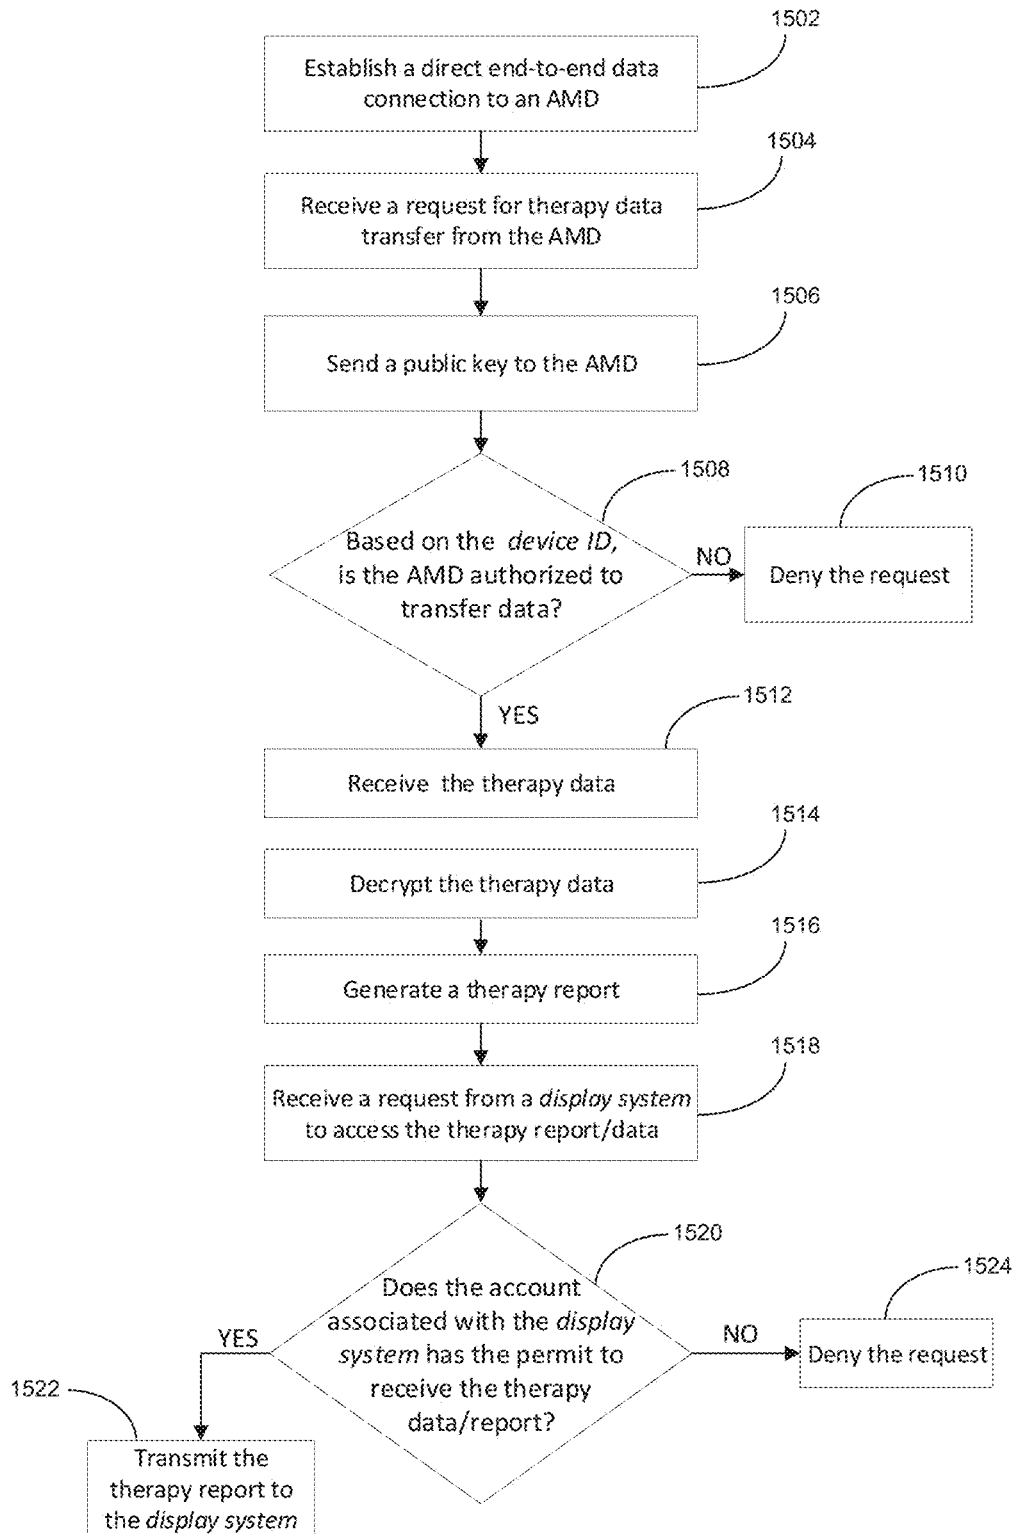 1502
Establish a direct end-to-end data
connection to an AMD
1504
Receive a request for therapy data
transfer from the AMD
1506
Send a public key to the AMD
1508
1510
Based on the device ID,
is the AMD authorized to
transfer data?
NO
Deny the request
YES
1512
Receive the therapy data
1514
Decrypt the therapy data
1516
Generate a therapy report
1518
Receive a request from a display system
to access the therapy report/data
1520
1524
Does the account
associated with the display
system has the permit to
receive the therapy
data/report?
YES
NO
Deny the request
1522
Transmit the
therapy report to
the display system